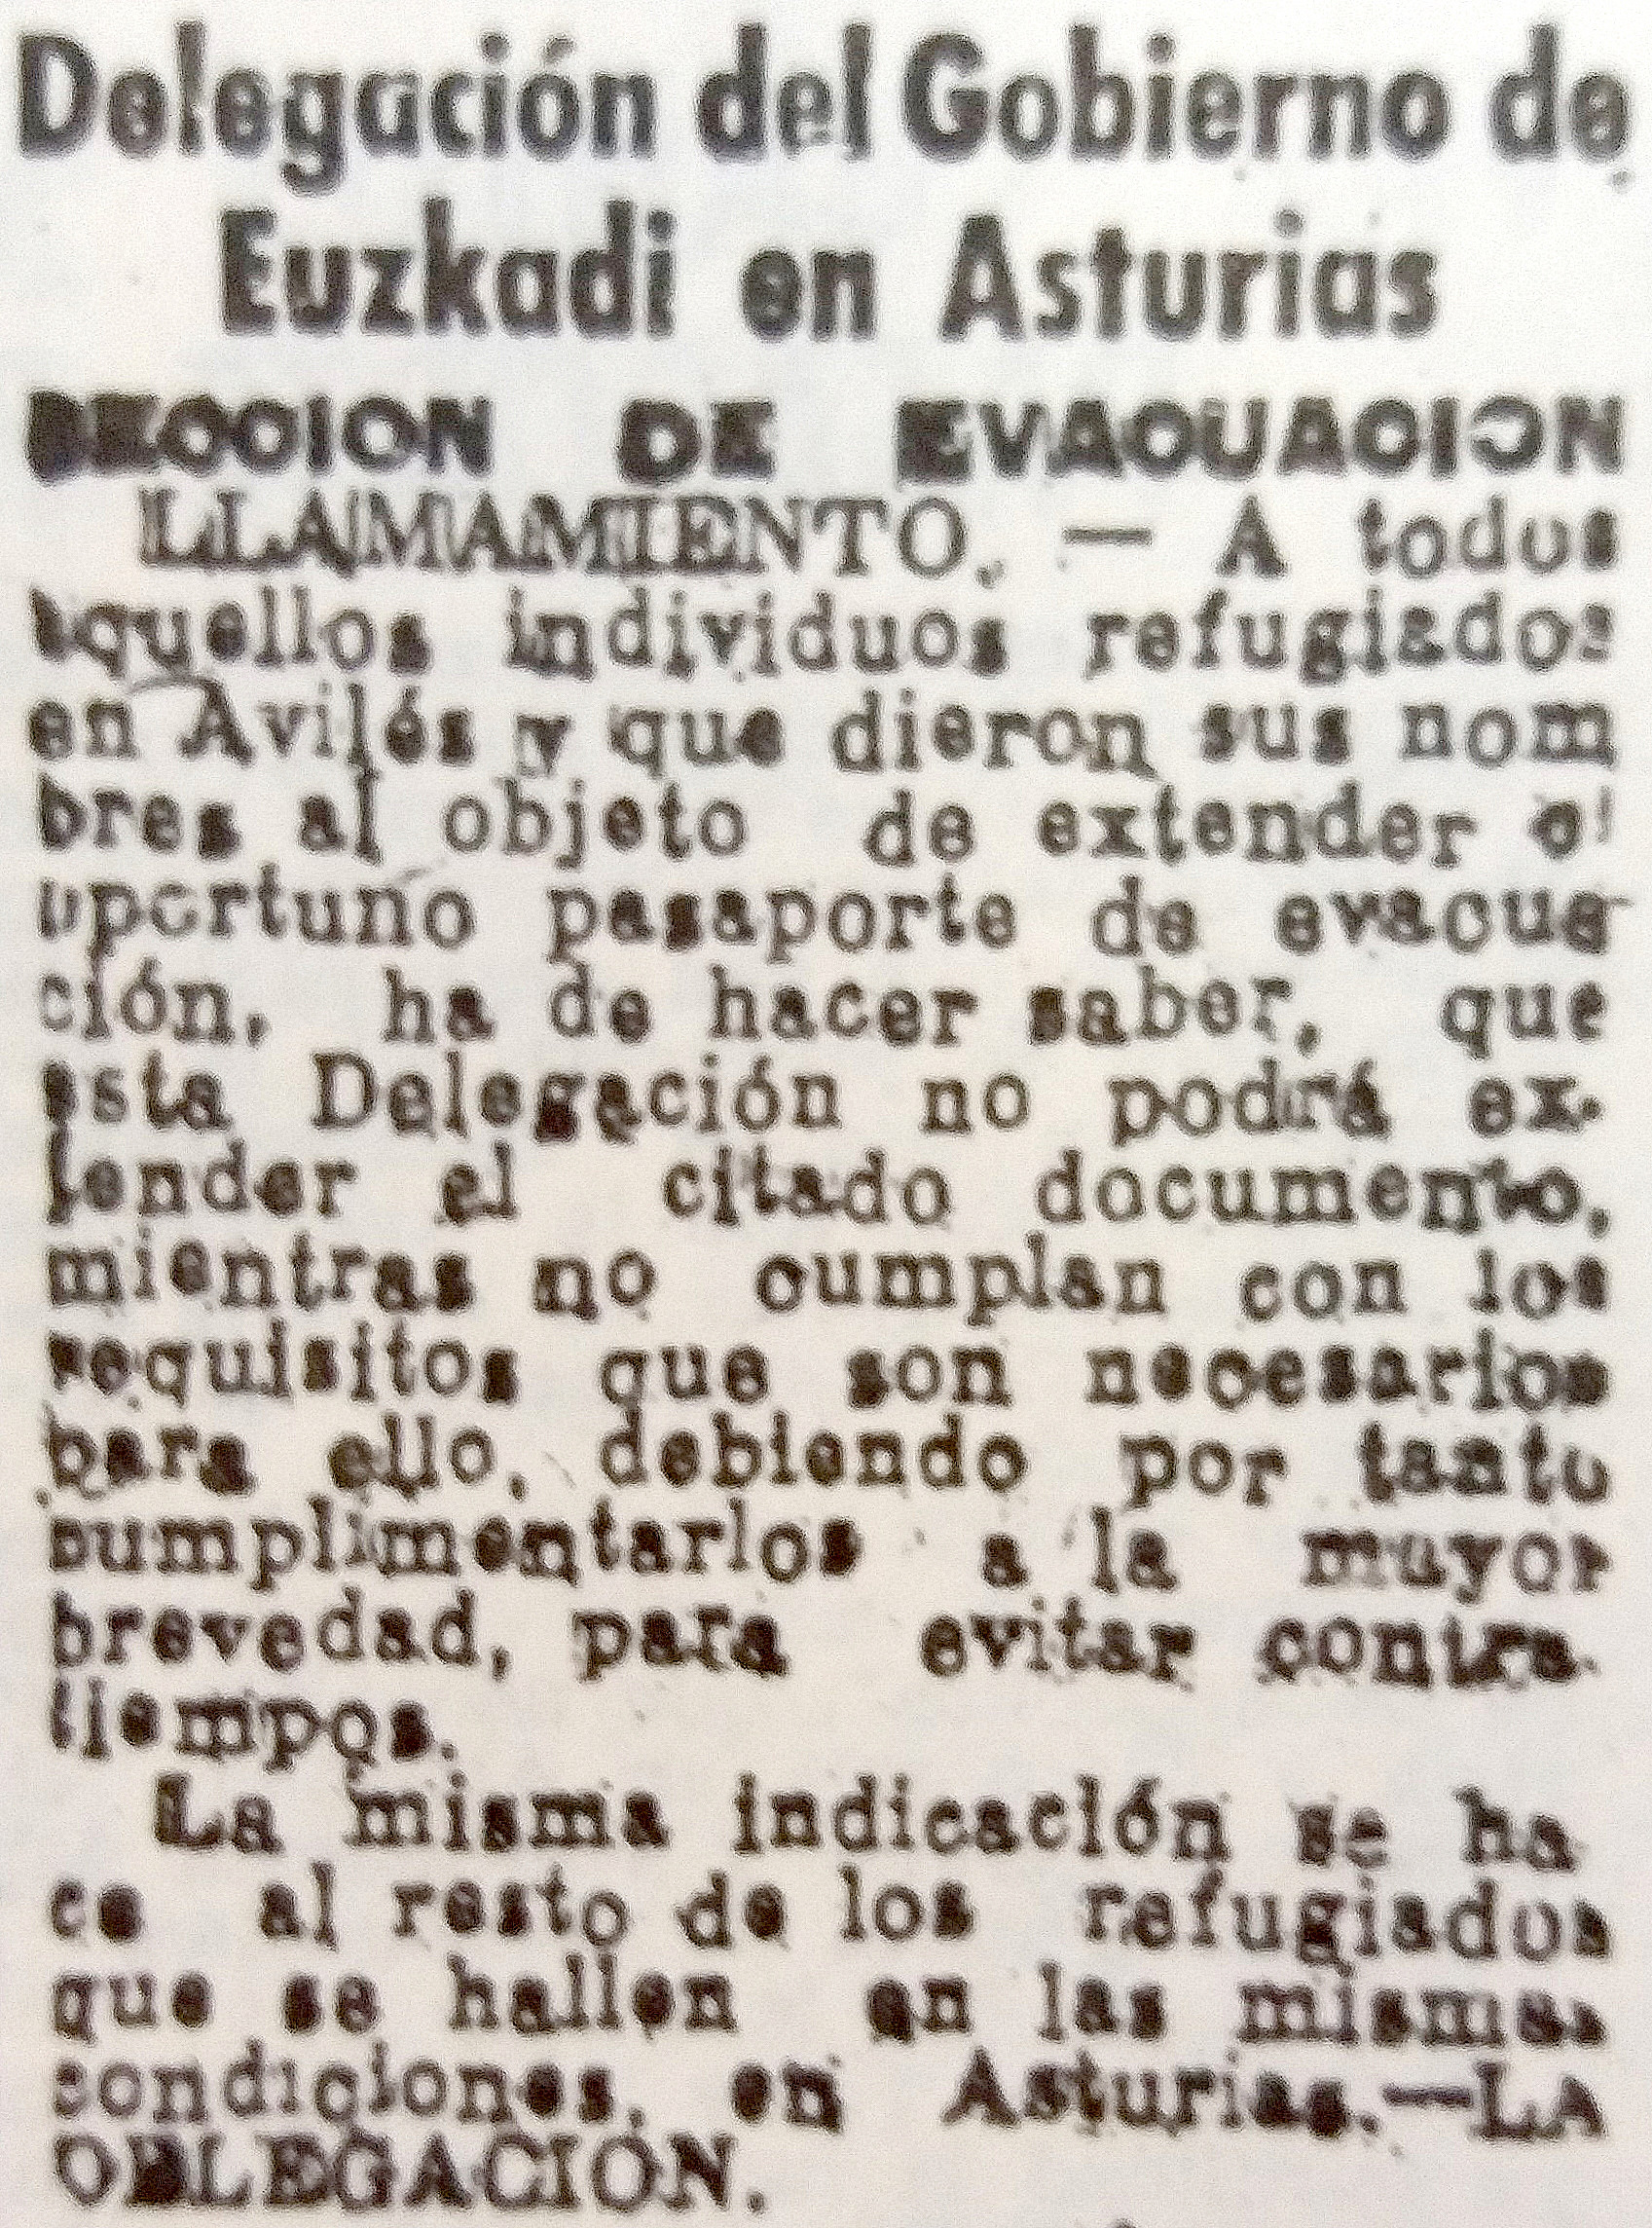 Delegación del Gobierno de
Euzkadi en Asturias
SECCION DE EVACUACION
LLAMAMIENTO. — A todos
aquellos individuos refugiados
en Avilés y que dieron sus nom
bres al objeto de extender el
oportuno pasaporte de evacua-
ción, ha de hacer saber, que
esta Delegación no podrá ex-
tender el citado documento,
mientras no cumplan con los
requisitos que son necesarios
para ello, debiendo por tanto
cumplimentarlos a la mayor
brevedad, para evitar contra-
tiempos.
La misma indicación se ha
ce al resto de los refugiados
que se hallen en las mismas
condiciones, en Asturias.—LA
DELEGACION.